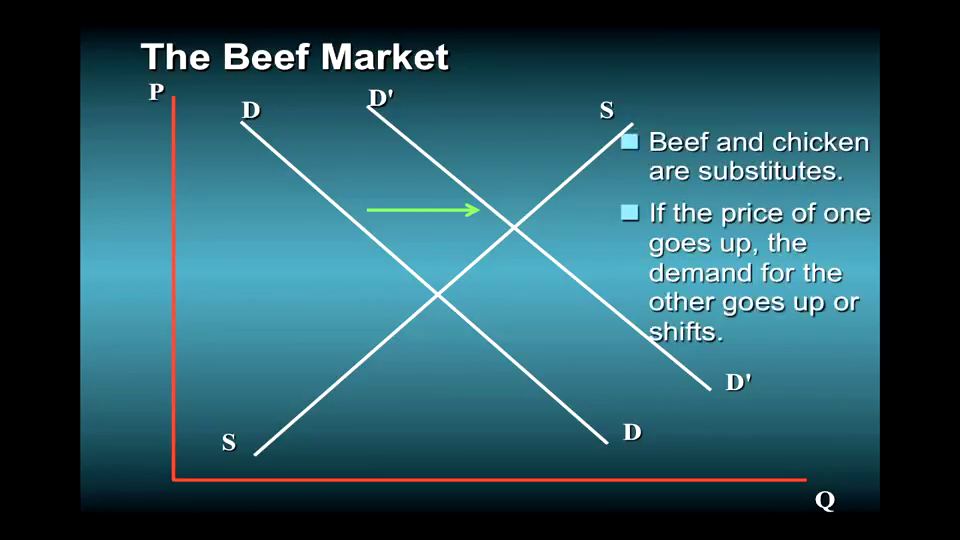 The Beef Market
P
D
D'
S
Beef and chicken
are substitutes.
If the price of one
goes up, the
demand for the
other goes up or
shifts.
D'
D
S
Q